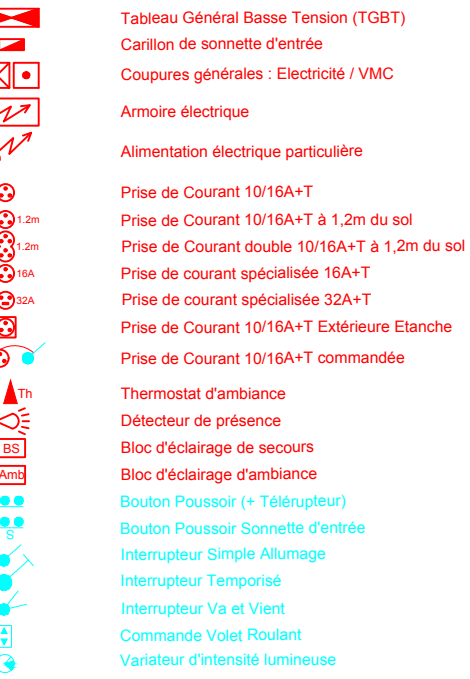 Tableau Général Basse Tension (TGBT)
Carillon de sonnette d'entrée
Coupures générales : Electricité / VMC
Armoire électrique
Alimentation électrique particulière
Prise de Courant 10/16A+T
1.2m Prise de Courant 10/16A+T à 1,2m du sol
1.2m Prise de Courant double 10/16A+T à 1,2m du sol
16A Prise de courant spécialisée 16A+T
32A Prise de courant spécialisée 32A+T
Prise de Courant 10/16A+T Extérieure Etanche
Prise de Courant 10/16A+T commandée
Th Thermostat d'ambiance
Détecteur de présence
BS Bloc d'éclairage de secours
Amb Bloc d'éclairage d'ambiance
Bouton Poussoir (+ Télérupteur)
S Bouton Poussoir Sonnette d'entrée
Interrupteur Simple Allumage
Interrupteur Temporisé
Interrupteur Va et Vient
Commande Volet Roulant
Variateur d'intensité lumineuse